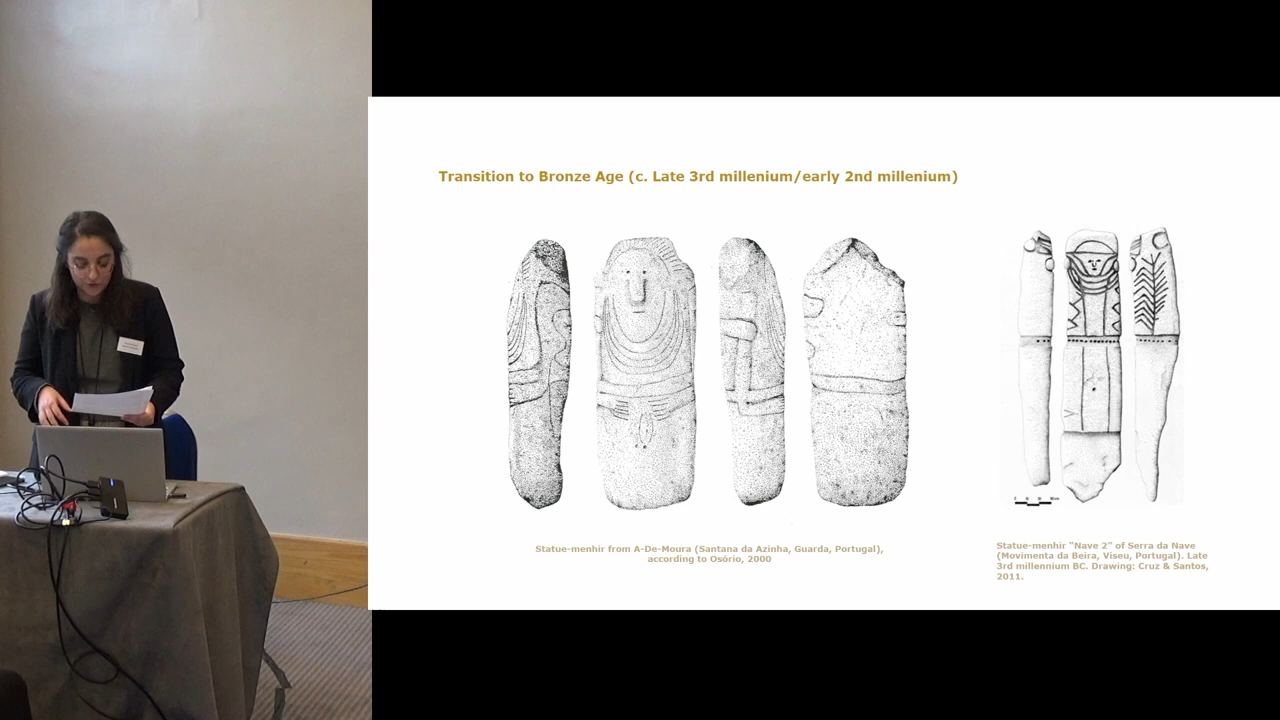 Transition to Bronze Age (c. Late 3rd millenium/early 2nd millenium)
Statue-menhir from A-De-Moura (Santana da Azinha, Guarda, Portugal),
according to Osório, 2000
Statue-menhir "Nave 2" of Serra da Nave
(Movimenta da Beira, Viseu, Portugal). Late
3rd millennium BC. Drawing: Cruz & Santos,
2011.